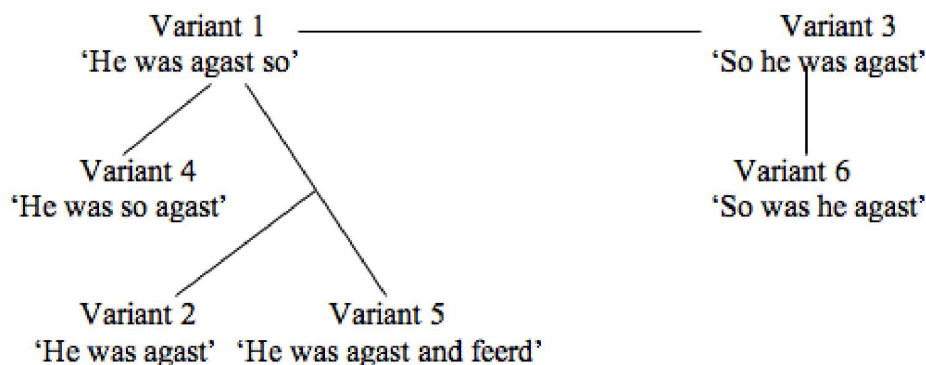 Variant 1
‘He was agast so’
Variant 3
‘So he was agast’
Variant 4
‘He was so agast’
Variant 6
‘So was he agast’
Variant 2
‘He was agast’
Variant 5
‘He was agast and feerd’